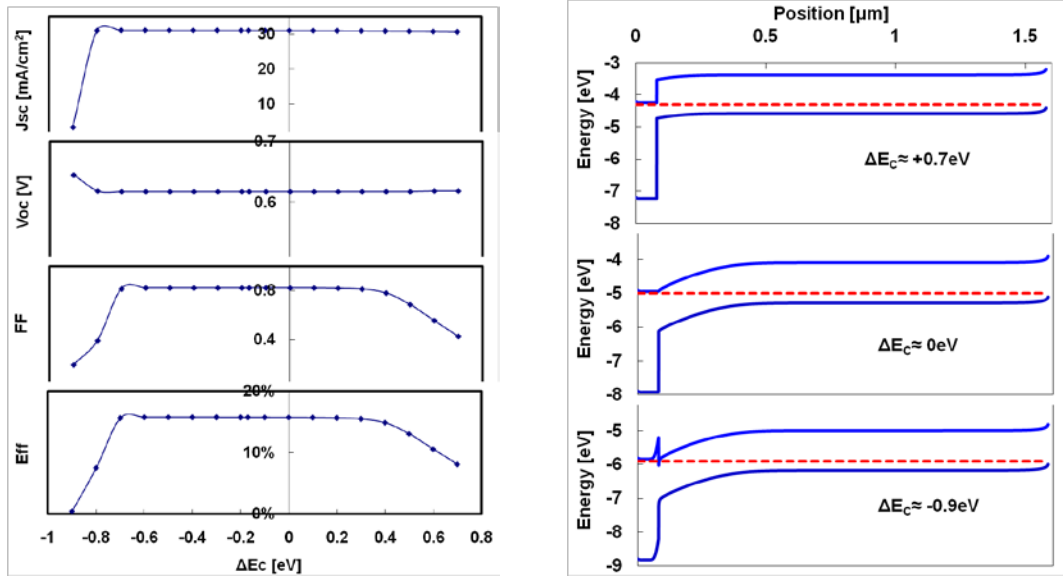 Jsc [mA/cm²]
30
20
10
Voc [V]
0.7
0.6
FF
0.8
0.4
Eff
20%
10%
0%
-1 -0.8 -0.6 -0.4 -0.2 0 0.2 0.4 0.6 0.8
ΔEc [eV]
Position [µm]
0 0.5 1 1.5
Energy [eV]
-3
-4
-5
-6
-7
-8
ΔE_C≈ +0.7eV
Energy [eV]
-4
-5
-6
-7
-8
ΔE_C≈ 0eV
Energy [eV]
-5
-6
-7
-8
-9
ΔE_C≈ -0.9eV